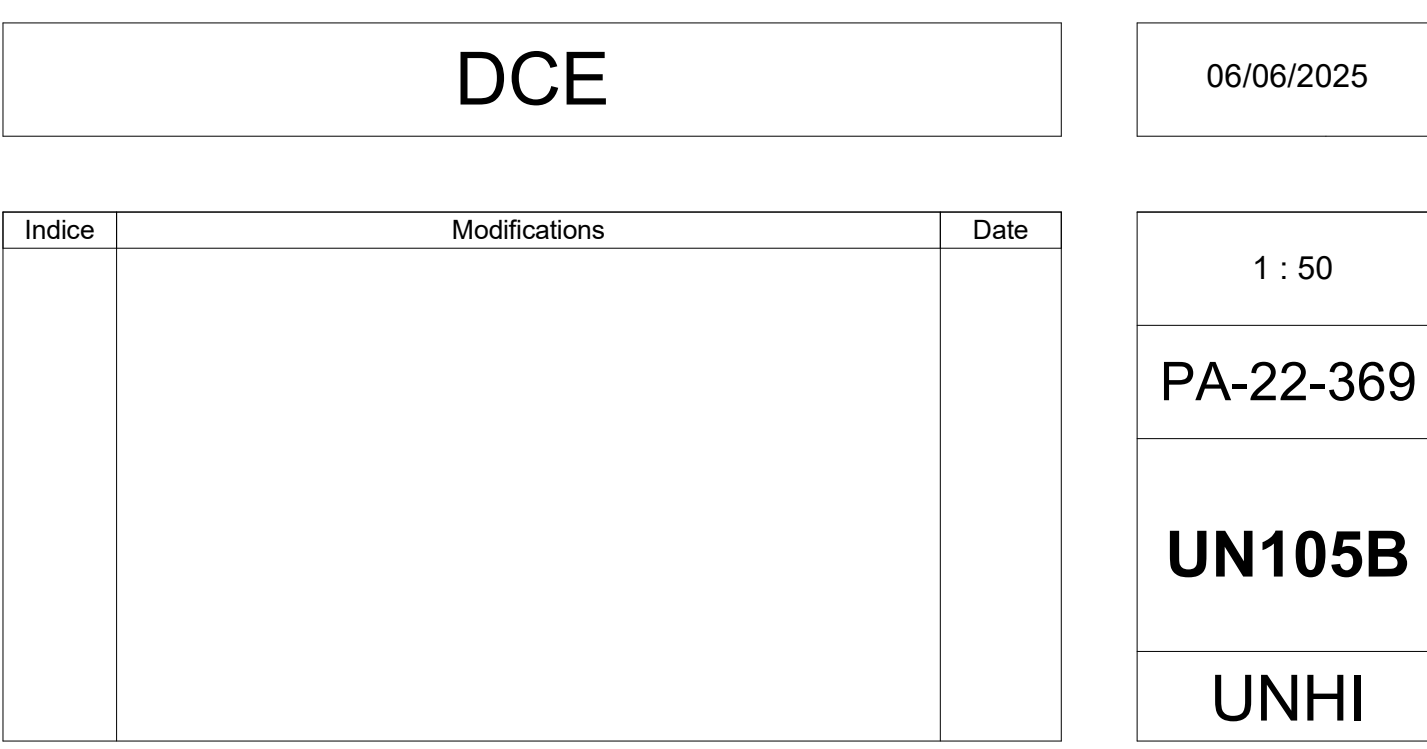 DCE
06/06/2025
Indice Modifications Date
1 : 50
PA-22-369
UN105B
UNHI